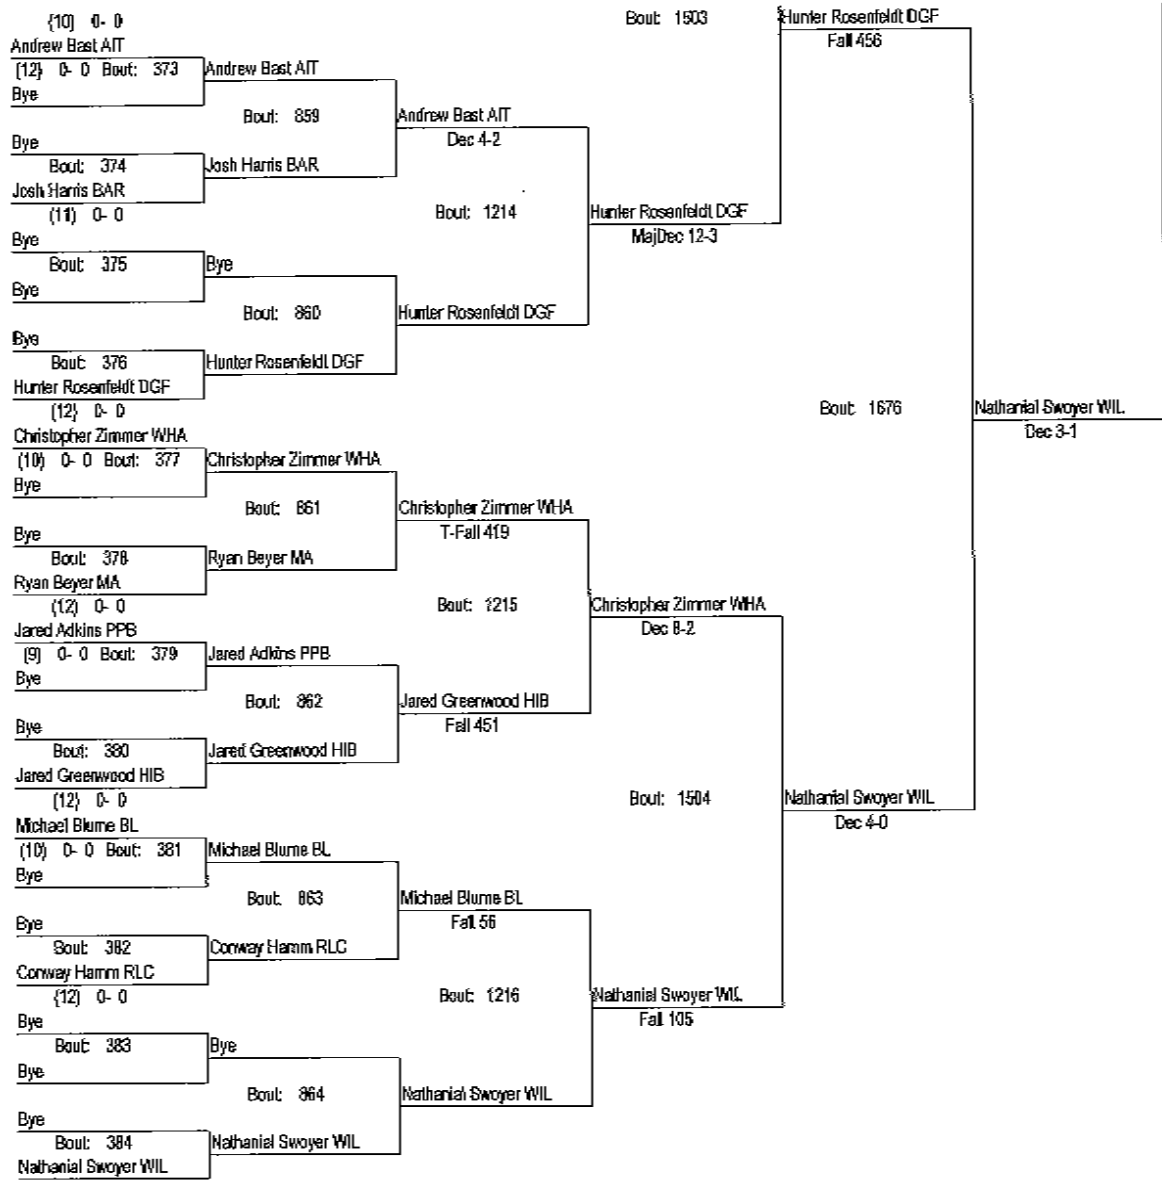 (10) 0- 0
Andrew Bast AIT
(12) 0- 0 Bout: 373
Bye
Andrew Bast AIT
Bout: 859
Bye
Bout: 374
Josh Harris BAR
(11) 0- 0
Josh Harris BAR
Andrew Bast AIT
Dec 4-2
Bout: 1214
Bye
Bout: 375
Bye
Bye
Bout: 860
Bye
Bout: 376
Hunter Rosenfeldt DGF
(12) 0- 0
Hunter Rosenfeldt DGF
Hunter Rosenfeldt DGF
Hunter Rosenfeldt DGF
MajDec 12-3
Bout: 1503
Hunter Rosenfeldt DGF
Fall 456
Bout: 1676
Nathanial Swoyer WIL
Dec 3-1
Christopher Zimmer WHA
(10) 0- 0 Bout: 377
Bye
Christopher Zimmer WHA
Bout: 861
Bye
Bout: 378
Ryan Beyer MA
(12) 0- 0
Ryan Beyer MA
Christopher Zimmer WHA
T-Fall 419
Bout: 1215
Jared Adkins PPB
(9) 0- 0 Bout: 379
Bye
Jared Adkins PPB
Bout: 862
Bye
Bout: 380
Jared Greenwood HIB
(12) 0- 0
Jared Greenwood HIB
Jared Greenwood HIB
Fall 451
Christopher Zimmer WHA
Dec 8-2
Bout: 1504
Nathanial Swoyer WIL
Dec 4-0
Michael Blume BL
(10) 0- 0 Bout: 381
Bye
Michael Blume BL
Bout: 863
Bye
Bout: 382
Conway Hamm RLC
(12) 0- 0
Conway Hamm RLC
Michael Blume BL
Fall 56
Bout: 1216
Nathanial Swoyer WIL
Fall 105
Bye
Bout: 383
Bye
Bye
Bout: 864
Bye
Bout: 384
Nathanial Swoyer WIL
Nathanial Swoyer WIL
Nathanial Swoyer WIL